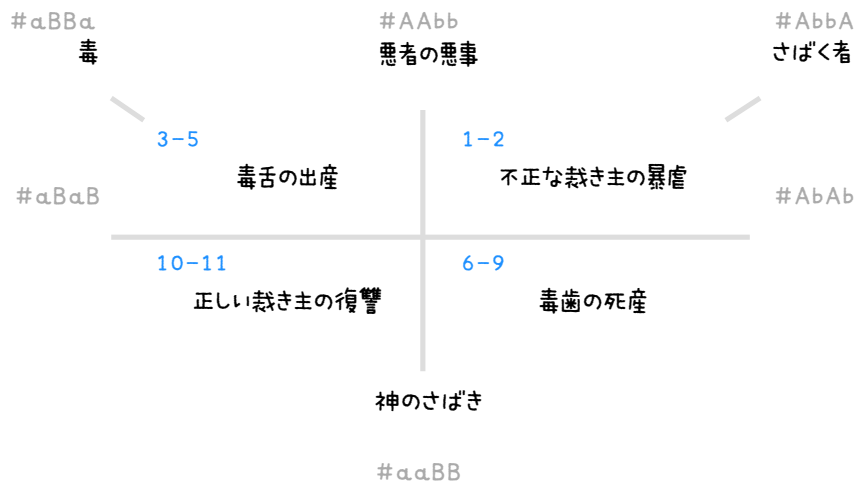 #aBBa
#AAbb
#AbbA
毒
悪者の悪事
さばく者
3-5
1-2
毒舌の出産
不正な裁き主の暴虐
#aBaB
#AbAb
10-11
6-9
正しい裁き主の復讐
毒歯の死産
神のさばき
#aaBB